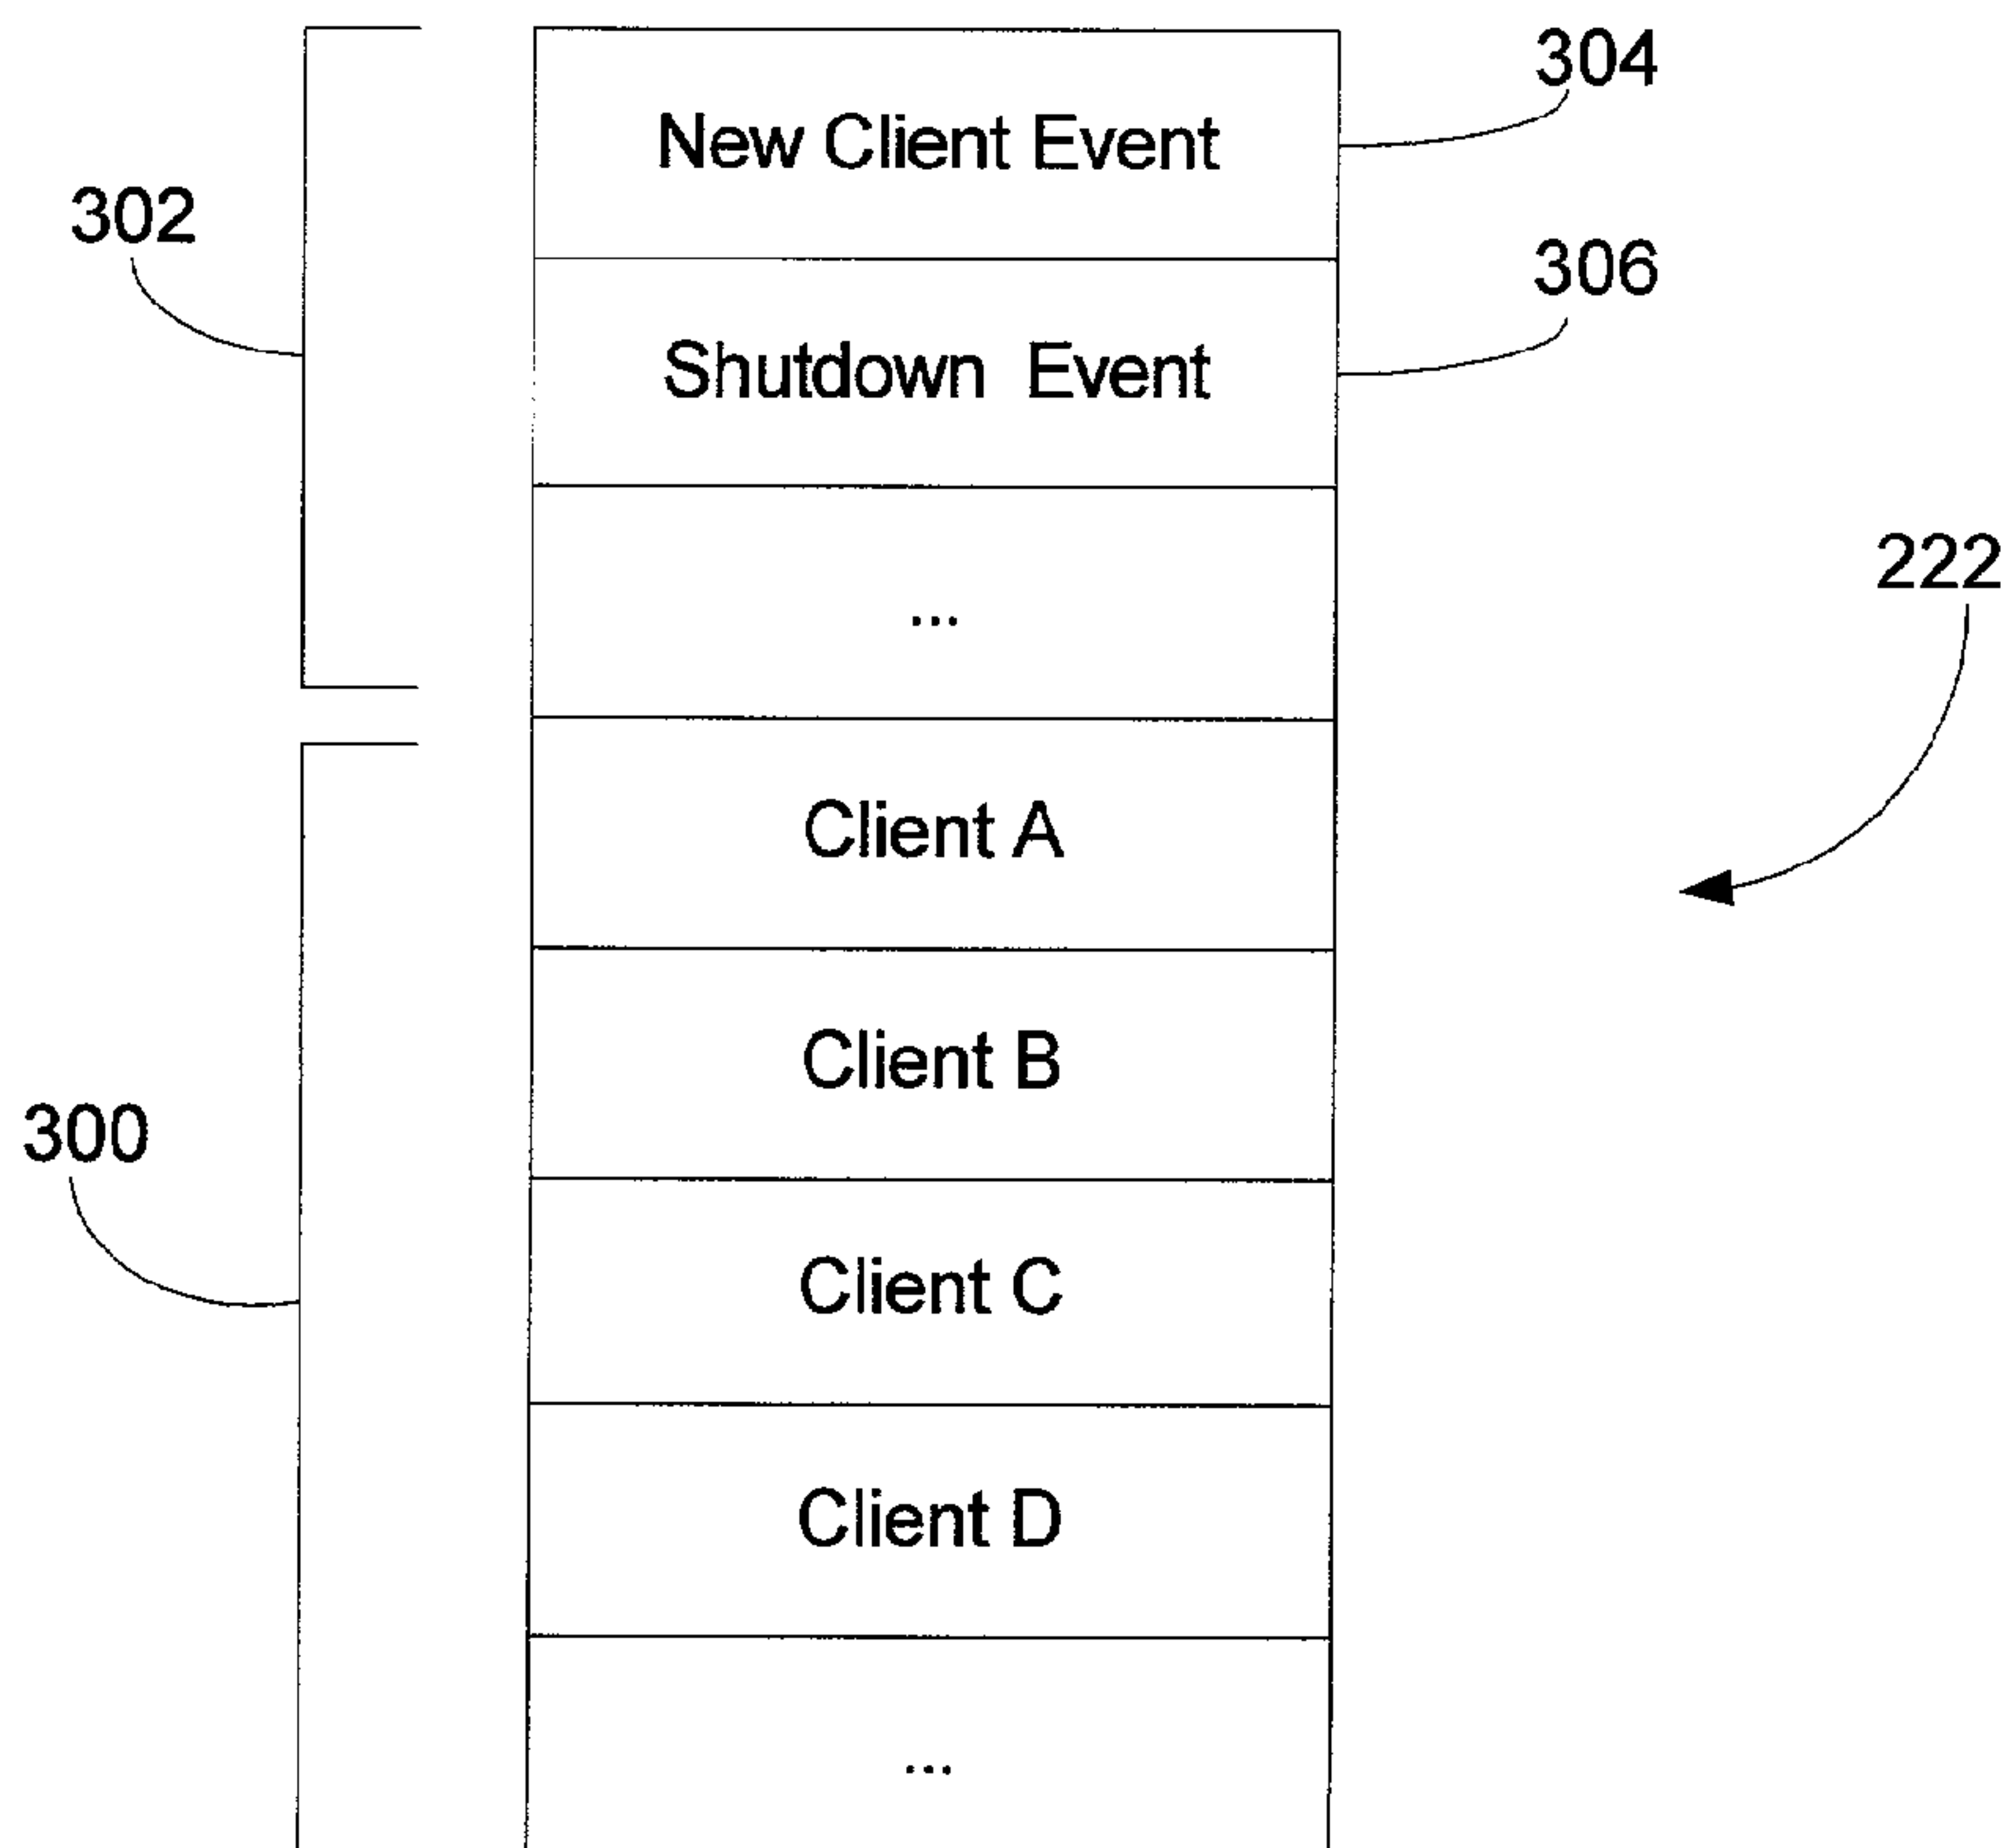 304
New Client Event
302
306
Shutdown Event
222
...
Client A
Client B
300
Client C
Client D
...